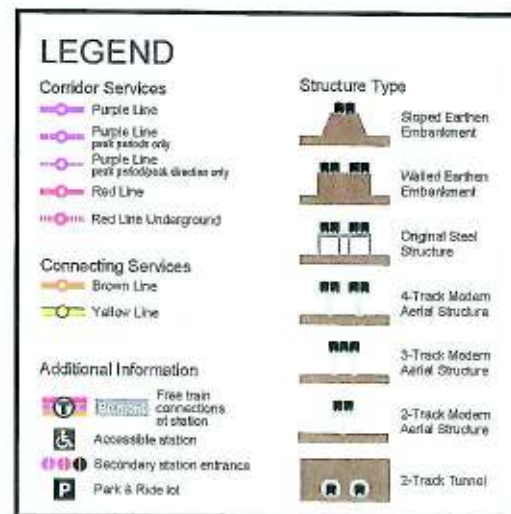 LEGEND
Corridor Services
Purple Line
Purple Line
peak periods only
Purple Line
peak period/peak direction only
Red Line
Red Line Underground
Connecting Services
Brown Line
Yellow Line
Additional Information
T
Belmont
Free train
connections
at station
Accessible station
Secondary station entrance
P
Park & Ride lot
Structure Type
Sloped Earthen
Embankment
Walled Earthen
Embankment
Original Steel
Structure
4-Track Modern
Aerial Structure
3-Track Modern
Aerial Structure
2-Track Modern
Aerial Structure
2-Track Tunnel